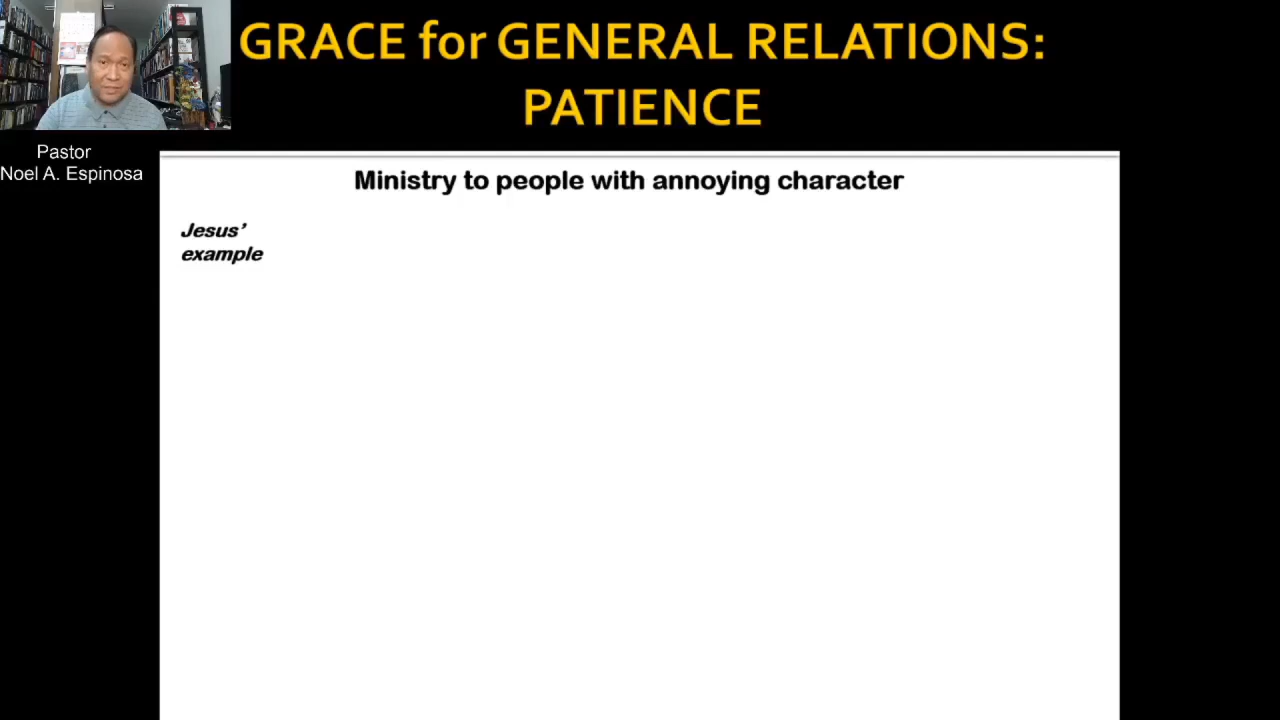 GRACE for GENERAL RELATIONS:
PATIENCE
Pastor
Noel A. Espinosa
Ministry to people with annoying character
Jesus’
example